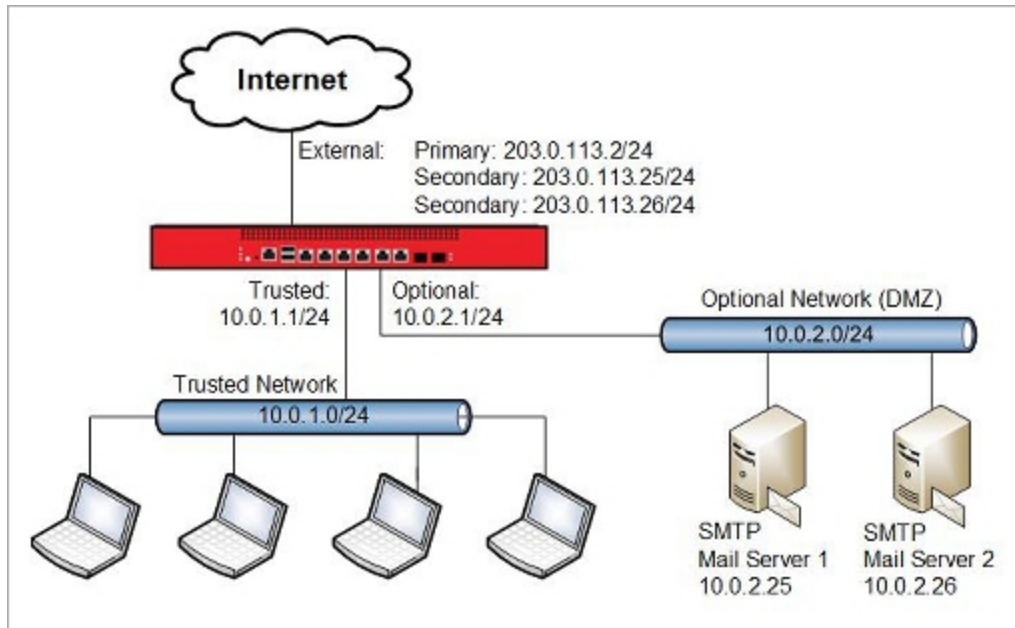 Internet
External:
Primary: 203.0.113.2/24
Secondary: 203.0.113.25/24
Secondary: 203.0.113.26/24
Trusted:
10.0.1.1/24
Optional:
10.0.2.1/24
Optional Network (DMZ)
10.0.2.0/24
Trusted Network
10.0.1.0/24
SMTP
Mail Server 1
10.0.2.25
SMTP
Mail Server 2
10.0.2.26